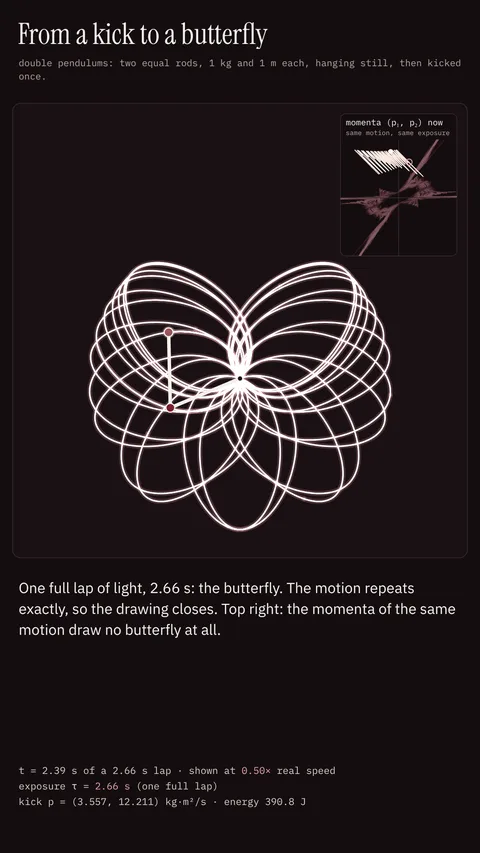 From a kick to a butterfly
double pendulums: two equal rods, 1 kg and 1 m each, hanging still, then kicked
once.
momenta (p₁, p₂) now
same motion, same exposure
One full lap of light, 2.66 s: the butterfly. The motion repeats
exactly, so the drawing closes. Top right: the momenta of the same
motion draw no butterfly at all.
t = 2.39 s of a 2.66 s lap · shown at 0.50× real speed
exposure τ = 2.66 s (one full lap)
kick p = (3.557, 12.211) kg·m²/s · energy 390.8 J